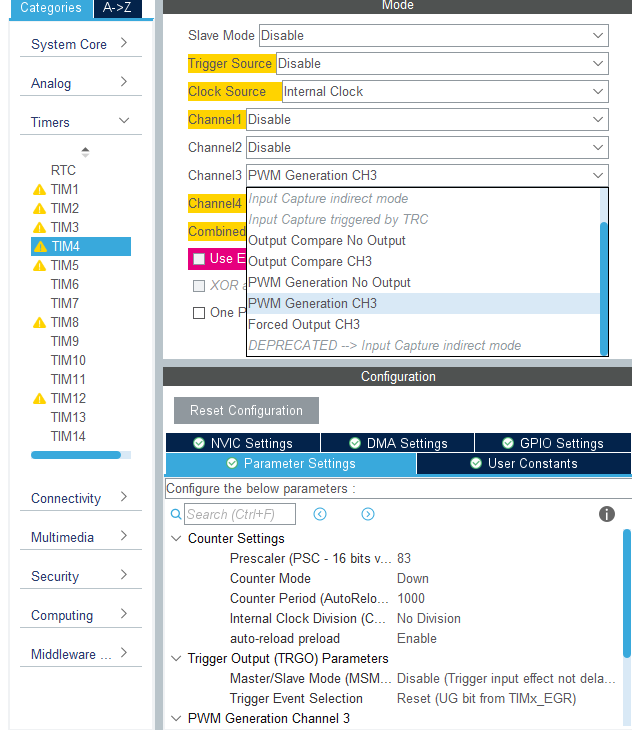 Categories A->Z
System Core
Analog
Timers
RTC
TIM1
TIM2
TIM3
TIM4
TIM5
TIM6
TIM7
TIM8
TIM9
TIM10
TIM11
TIM12
TIM13
TIM14
Connectivity
Multimedia
Security
Computing
Middleware ...
Mode
Slave Mode Disable
Trigger Source Disable
Clock Source Internal Clock
Channel1 Disable
Channel2 Disable
Channel3 PWM Generation CH3
Channel4
Combined
Use E
XOR
One P
Input Capture indirect mode
Input Capture triggered by TRC
Output Compare No Output
Output Compare CH3
PWM Generation No Output
PWM Generation CH3
Forced Output CH3
DEPRECATED --> Input Capture indirect mode
Configuration
Reset Configuration
NVIC Settings DMA Settings GPIO Settings
Parameter Settings User Constants
Configure the below parameters :
Search (Ctrl+F)
Counter Settings
Prescaler (PSC - 16 bits v... 83
Counter Mode Down
Counter Period (AutoRelo... 1000
Internal Clock Division (C... No Division
auto-reload preload Enable
Trigger Output (TRGO) Parameters
Master/Slave Mode (MSM... Disable (Trigger input effect not dela...
Trigger Event Selection Reset (UG bit from TIMx_EGR)
PWM Generation Channel 3